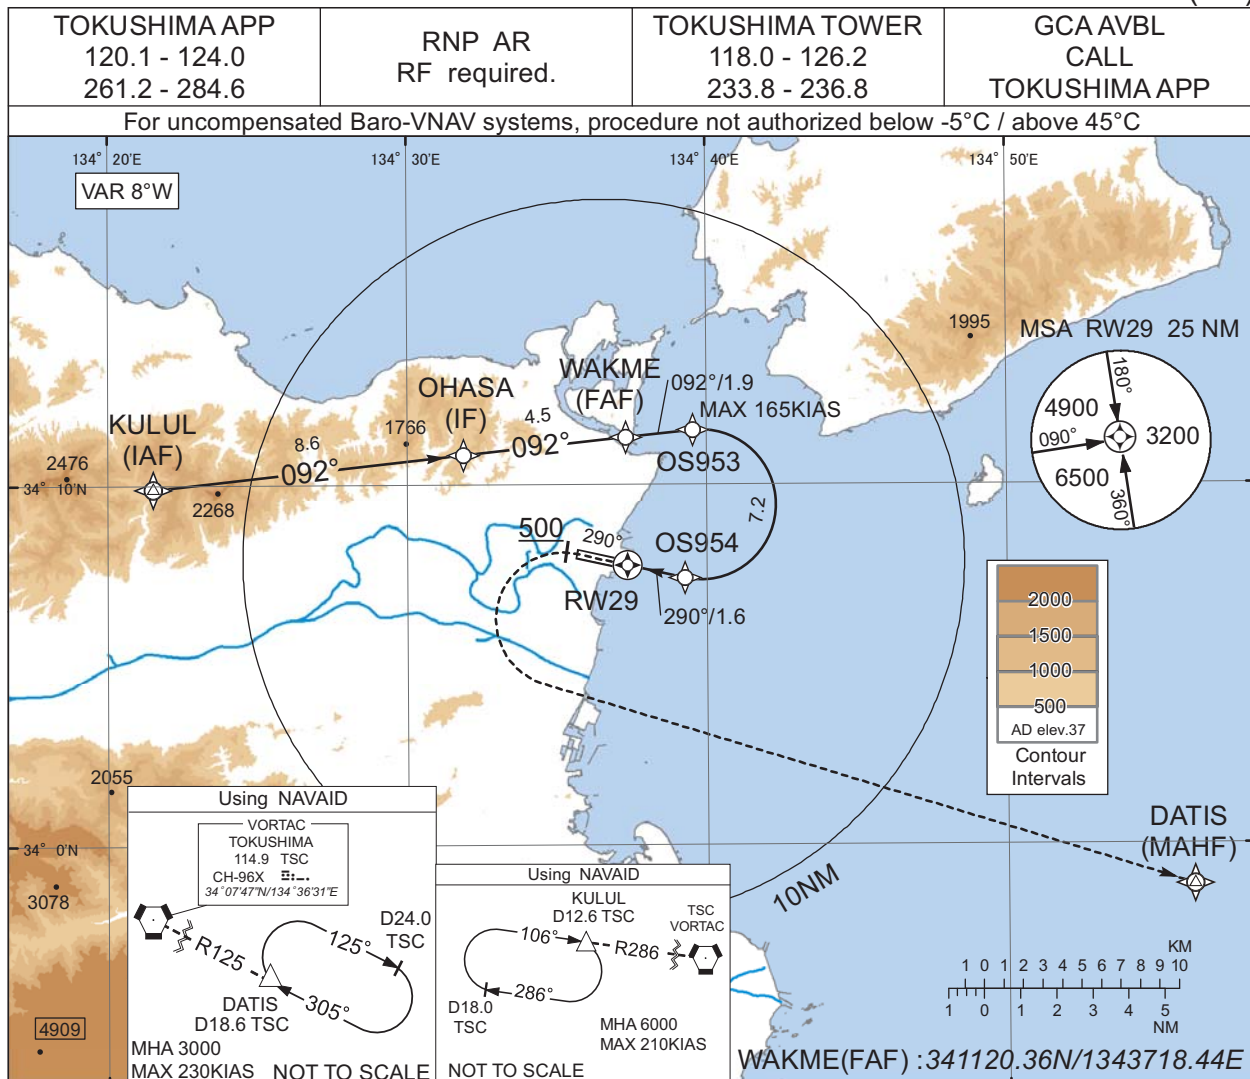 TOKUSHIMA APP
120.1 - 124.0
261.2 - 284.6
RNP AR
RF required.
TOKUSHIMA TOWER
118.0 - 126.2
233.8 - 236.8
GCA AVBL
CALL
TOKUSHIMA APP
For uncompensated Baro-VNAV systems, procedure not authorized below -5°C / above 45°C
134° 20'E
134° 30'E
134° 40'E
134° 50'E
VAR 8°W
1995
MSA RW29 25 NM
180°
4900
090°
3200
6500
360°
WAKME
(FAF)
092°/1.9
MAX 165KIAS
OHASA
(IF)
4.5
092°
KULUL
(IAF)
8.6
1766
092°
OS953
2476
34° 10'N
2268
7.2
500
290°
OS954
RW29
290°/1.6
2000
1500
1000
500
AD elev.37
Contour
Intervals
2055
34° 0'N
3078
4909
DATIS
(MAHF)
10NM
Using NAVAID
VORTAC
TOKUSHIMA
114.9 TSC
CH-96X
34°07'47"N/134°36'31"E
D24.0
TSC
125°
R125
305°
DATIS
D18.6 TSC
MHA 3000
MAX 230KIAS
NOT TO SCALE
Using NAVAID
KULUL
D12.6 TSC
TSC
VORTAC
106°
R286
286°
D18.0
TSC
MHA 6000
MAX 210KIAS
NOT TO SCALE
KM
1 0 1 2 3 4 5 6 7 8 9 10
1 0 1 2 3 4 5
NM
WAKME(FAF) :341120.36N/1343718.44E